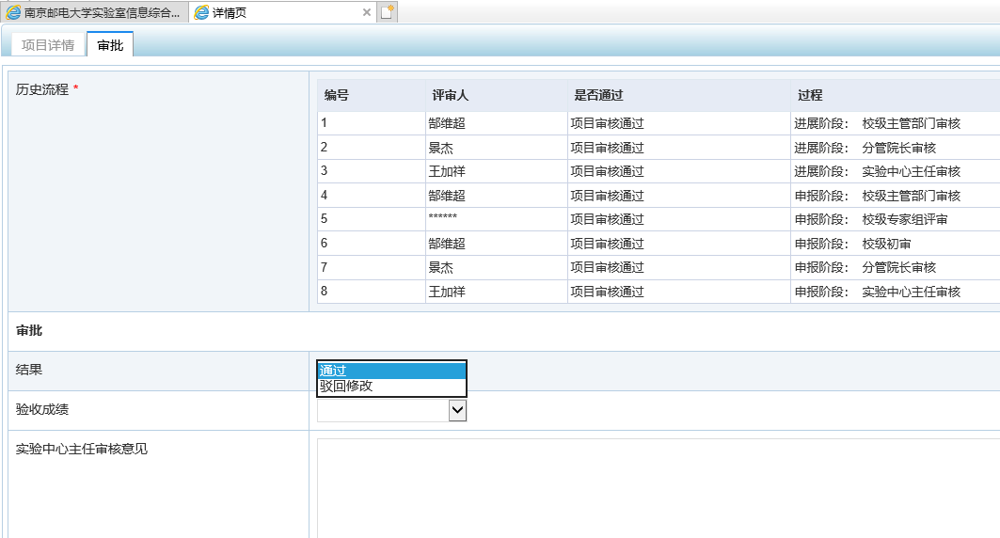 南京邮电大学实验室信息综合... 详情页
项目详情 审批
历史流程 *
编号 评审人 是否通过 过程
1 郜维超 项目审核通过 进展阶段： 校级主管部门审核
2 景杰 项目审核通过 进展阶段： 分管院长审核
3 王加祥 项目审核通过 进展阶段： 实验中心主任审核
4 郜维超 项目审核通过 申报阶段： 校级主管部门审核
5 ****** 项目审核通过 申报阶段： 校级专家组评审
6 郜维超 项目审核通过 申报阶段： 校级初审
7 景杰 项目审核通过 申报阶段： 分管院长审核
8 王加祥 项目审核通过 申报阶段： 实验中心主任审核
审批
结果 通过
驳回修改
验收成绩
实验中心主任审核意见